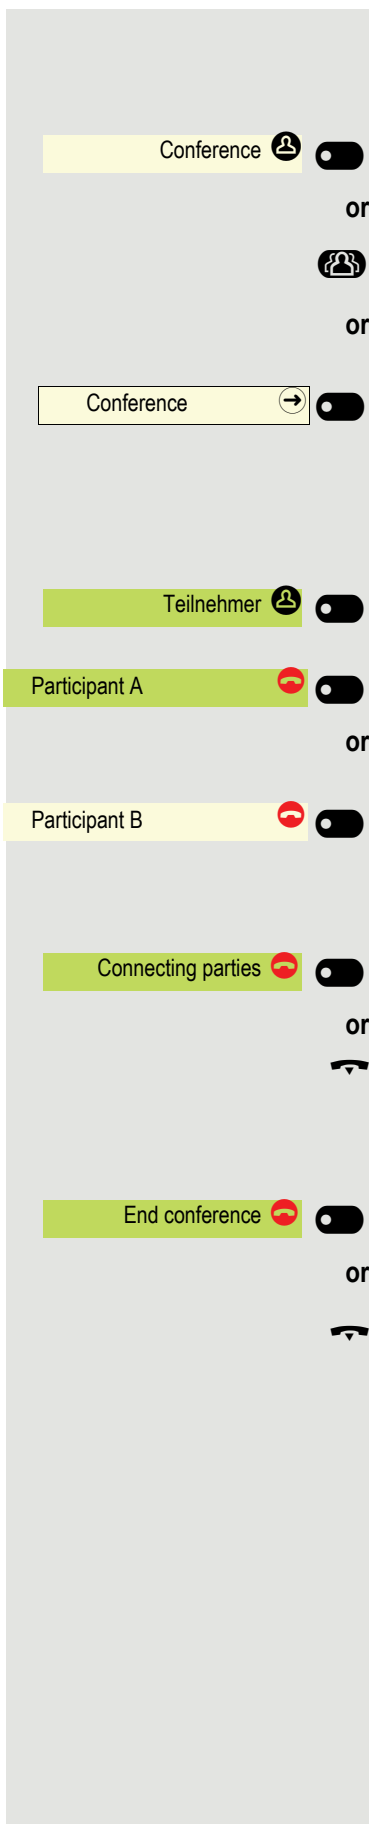 Conference
or
or
Conference
Teilnehmer
Participant A
or
Participant B
Connecting parties
or
End conference
or